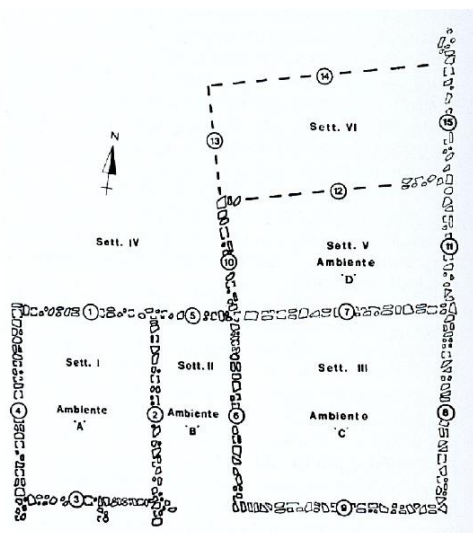 14
15
Sett. VI
13
N
12
Sett. IV
Sett. V
11
Ambiente
"D"
10
1
5
7
Sett. I
Sett. II
Sett. III
4
Ambiente
"A"
2
Ambiente
"B"
6
Ambiente
"C"
8
3
9